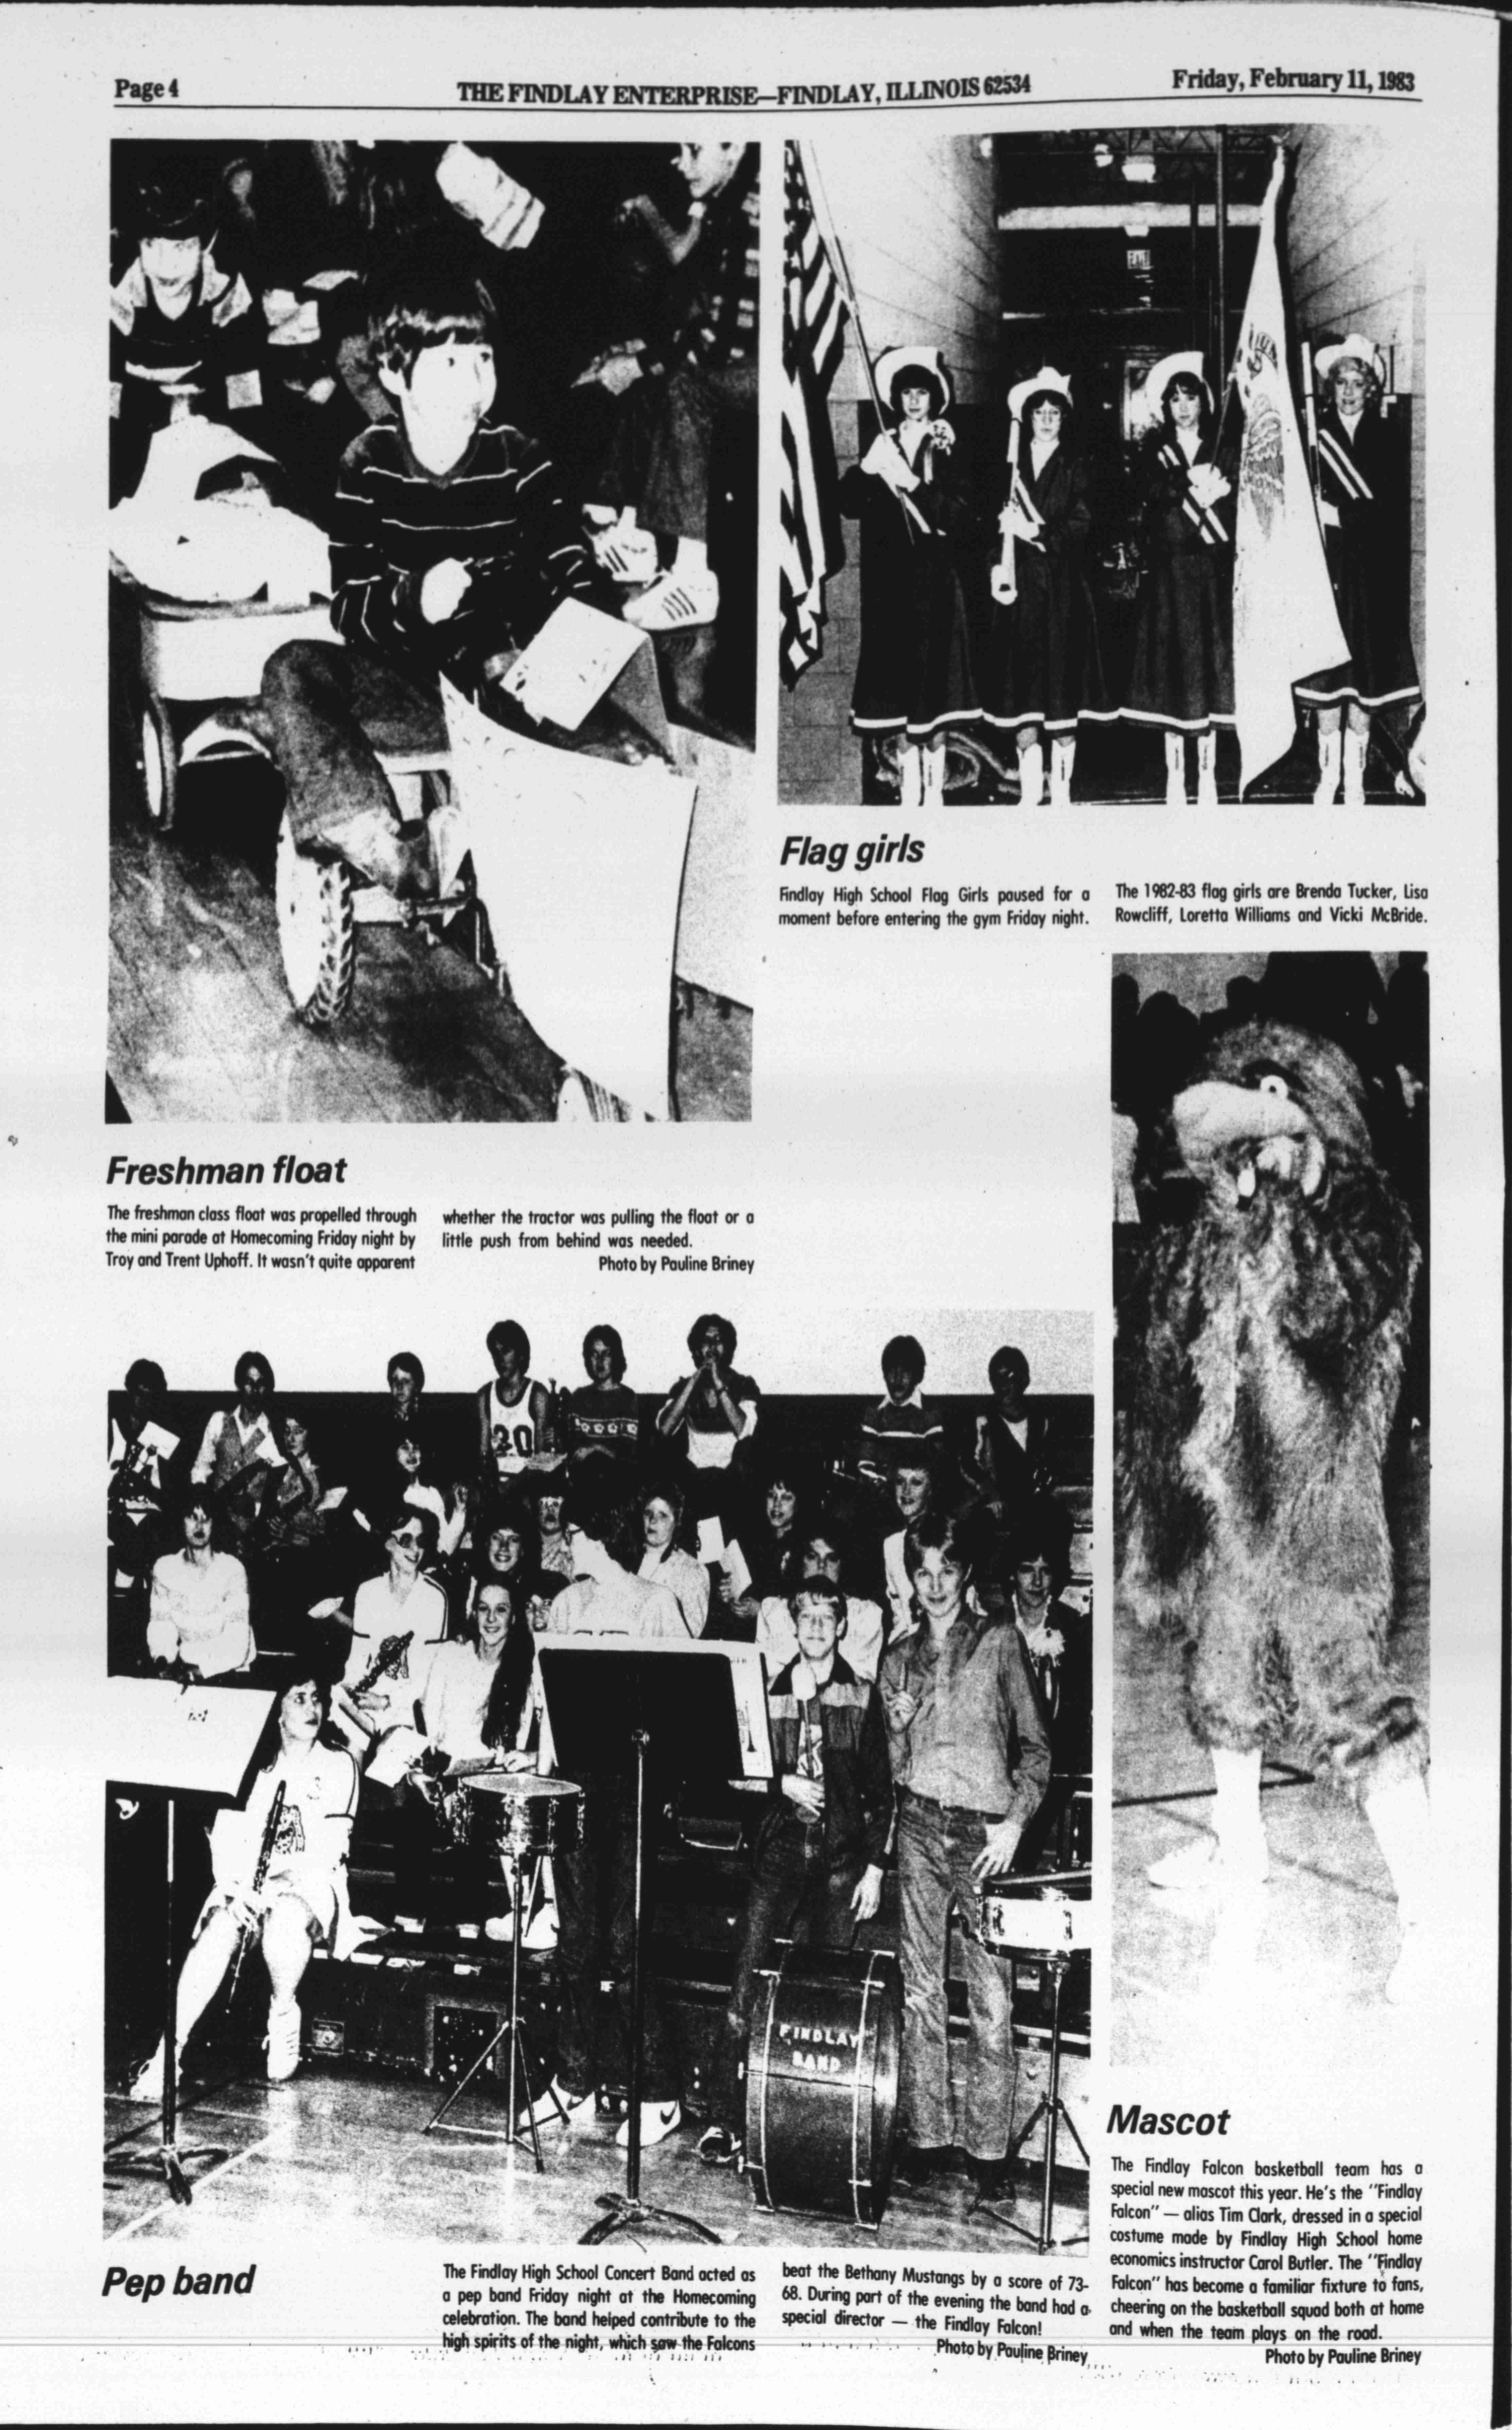 Page 4
THE FINDLAY ENTERPRISE—FINDLAY, ILLINOIS 62534
Friday, February 11, 1983
EXIT
Flag girls
Findlay High School Flag Girls paused for a
moment before entering the gym Friday night.
The 1982-83 flag girls are Brenda Tucker, Lisa
Rowcliff, Loretta Williams and Vicki McBride.
Freshman float
The freshman class float was propelled through
the mini parade at Homecoming Friday night by
Troy and Trent Uphoff. It wasn't quite apparent
whether the tractor was pulling the float or a
little push from behind was needed.
Photo by Pauline Briney
FINDLAY
BAND
Mascot
The Findlay Falcon basketball team has a
special new mascot this year. He's the "Findlay
Falcon" — alias Tim Clark, dressed in a special
costume made by Findlay High School home
economics instructor Carol Butler. The "Findlay
Falcon" has become a familiar fixture to fans,
cheering on the basketball squad both at home
and when the team plays on the road.
Photo by Pauline Briney
Pep band
The Findlay High School Concert Band acted as
a pep band Friday night at the Homecoming
celebration. The band helped contribute to the
high spirits of the night, which saw the Falcons
beat the Bethany Mustangs by a score of 73-
68. During part of the evening the band had a
special director — the Findlay Falcon!
Photo by Pauline Briney